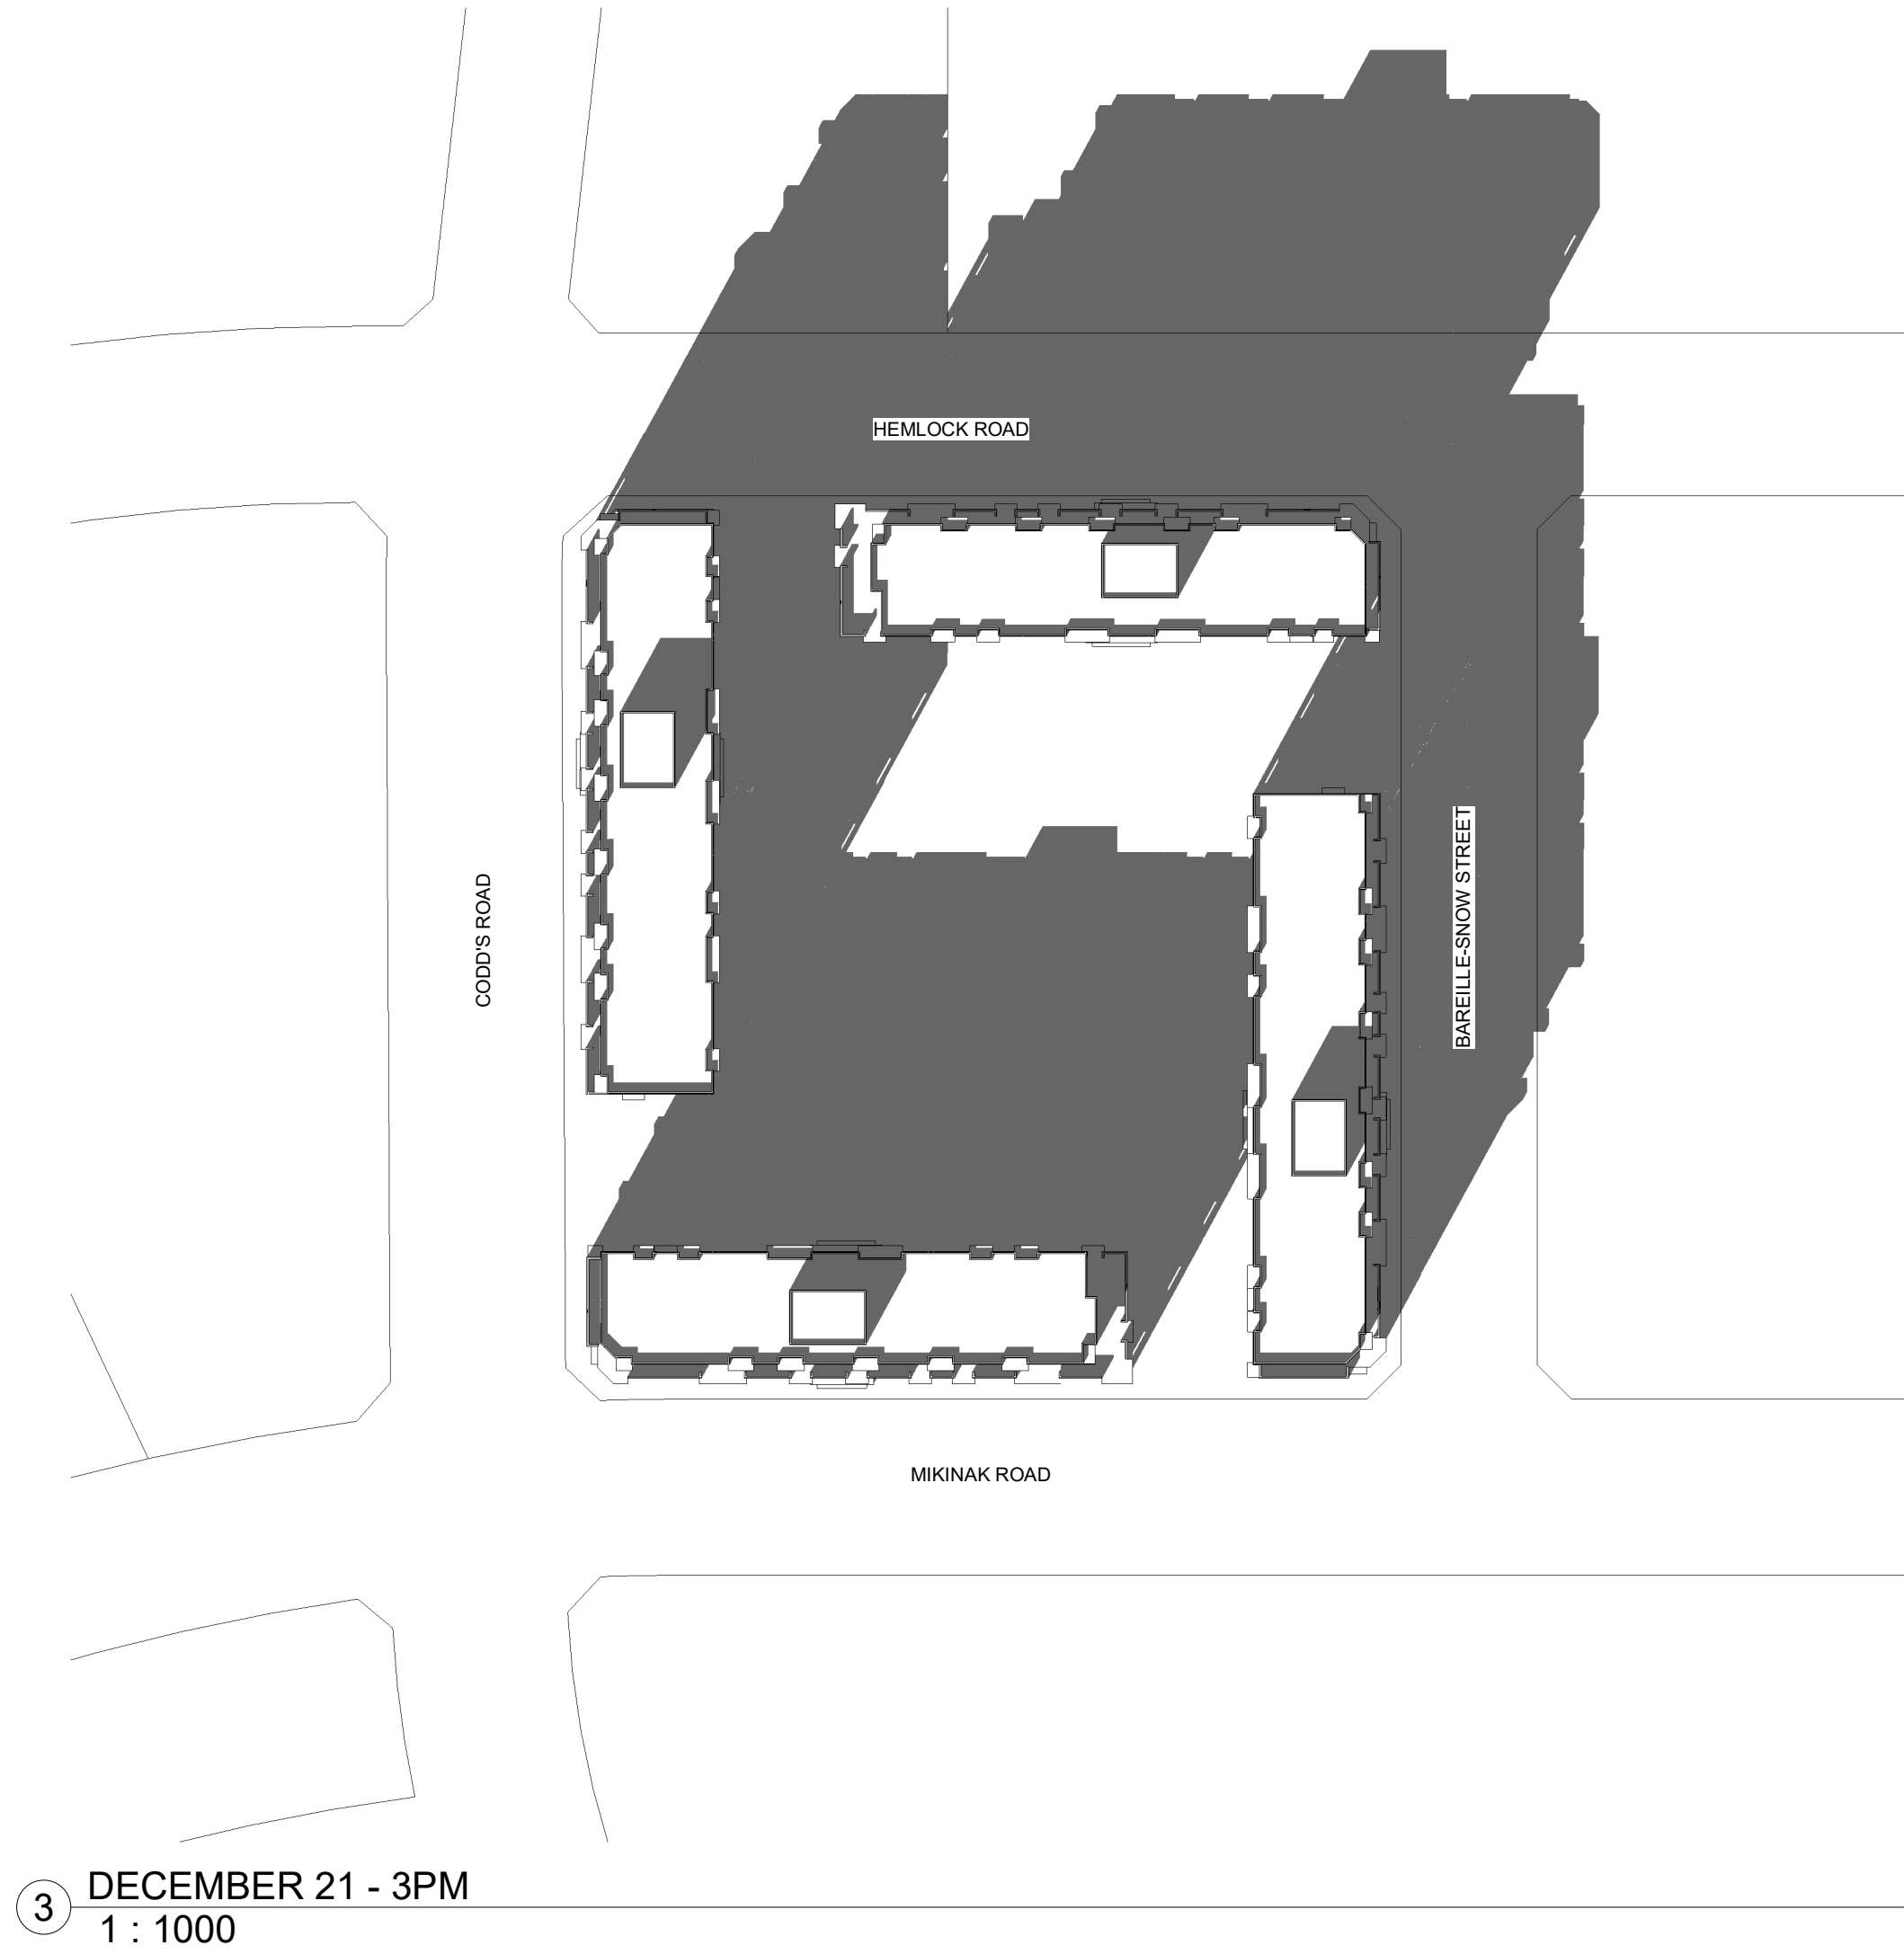 HEMLOCK ROAD
CODD'S ROAD
BAREILLE-SNOW STREET
MIKINAK ROAD
3
DECEMBER 21 - 3PM
1 : 1000